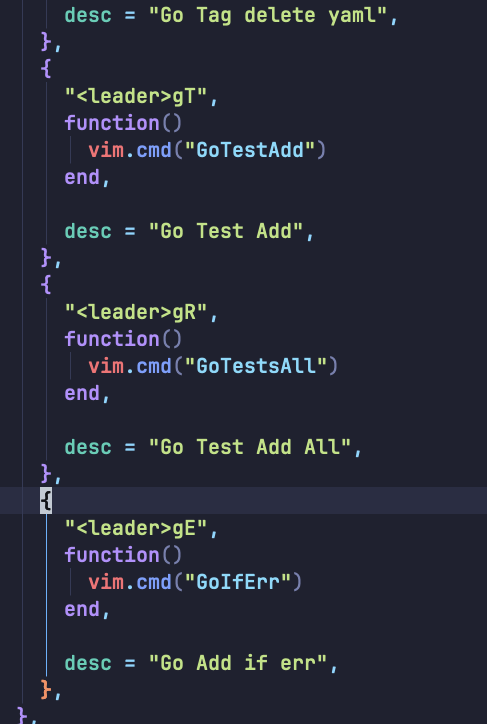 desc = "Go Tag delete yaml",
},
{
"<leader>gT",
function()
vim.cmd("GoTestAdd")
end,
desc = "Go Test Add",
},
{
"<leader>gR",
function()
vim.cmd("GoTestsAll")
end,
desc = "Go Test Add All",
},
{
"<leader>gE",
function()
vim.cmd("GoIfErr")
end,
desc = "Go Add if err",
},
},